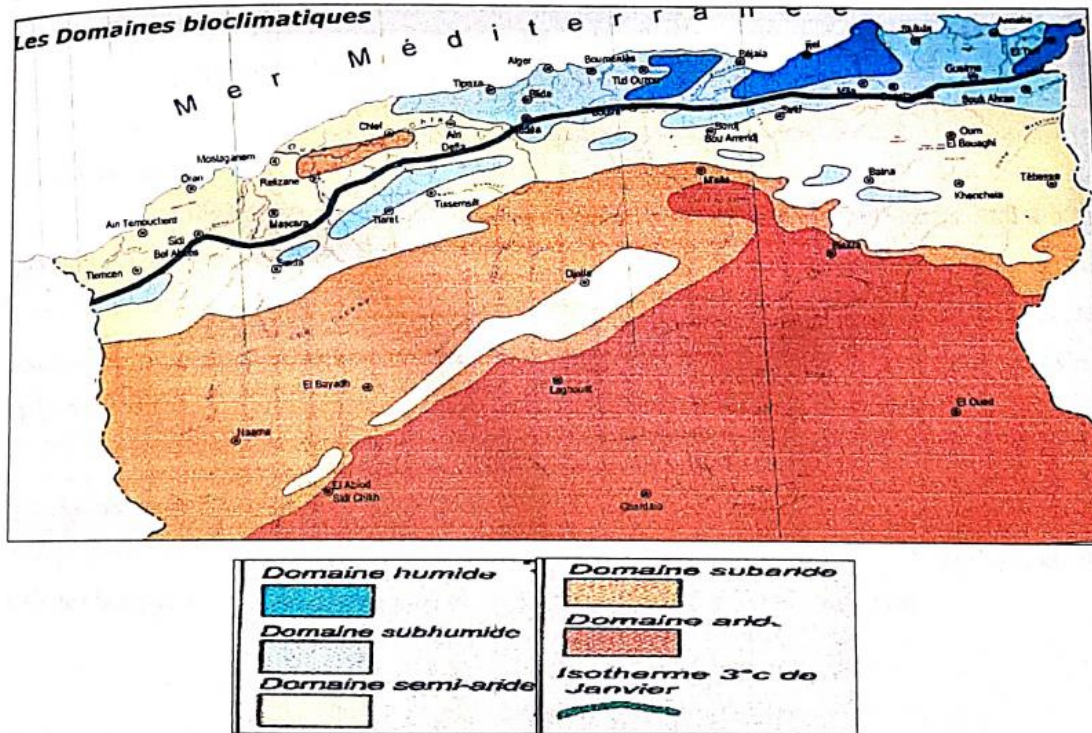 Les Domaines bioclimatiques
Mer Méditerranée
Annaba
Skikda
El Tarf
Jijel
Béjaia
Alger
Boumerdès
Tizi Ouzou
Guelma
Tipaza
Blida
Mila
Souk Ahras
Bouira
Médéa
Sétif
Chlef
Ain
Defla
Bordj
Bou Arreridj
Oum
El Bouaghi
Mostaganem
Relizane
Oran
M'sila
Batna
Khenchela
Tébessa
Tissemsilt
Mascara
Tiaret
Ain Temouchent
Sidi
Bel Abbès
Saida
Tlemcen
Biskra
Djelfa
El Bayadh
Laghouat
El Oued
Naama
El Abiod
Sidi Chikh
Ghardaia
Domaine humide
Domaine subhumide
Domaine semi-aride
Domaine subaride
Domaine arid.
Isotherme 3°c de
Janvier